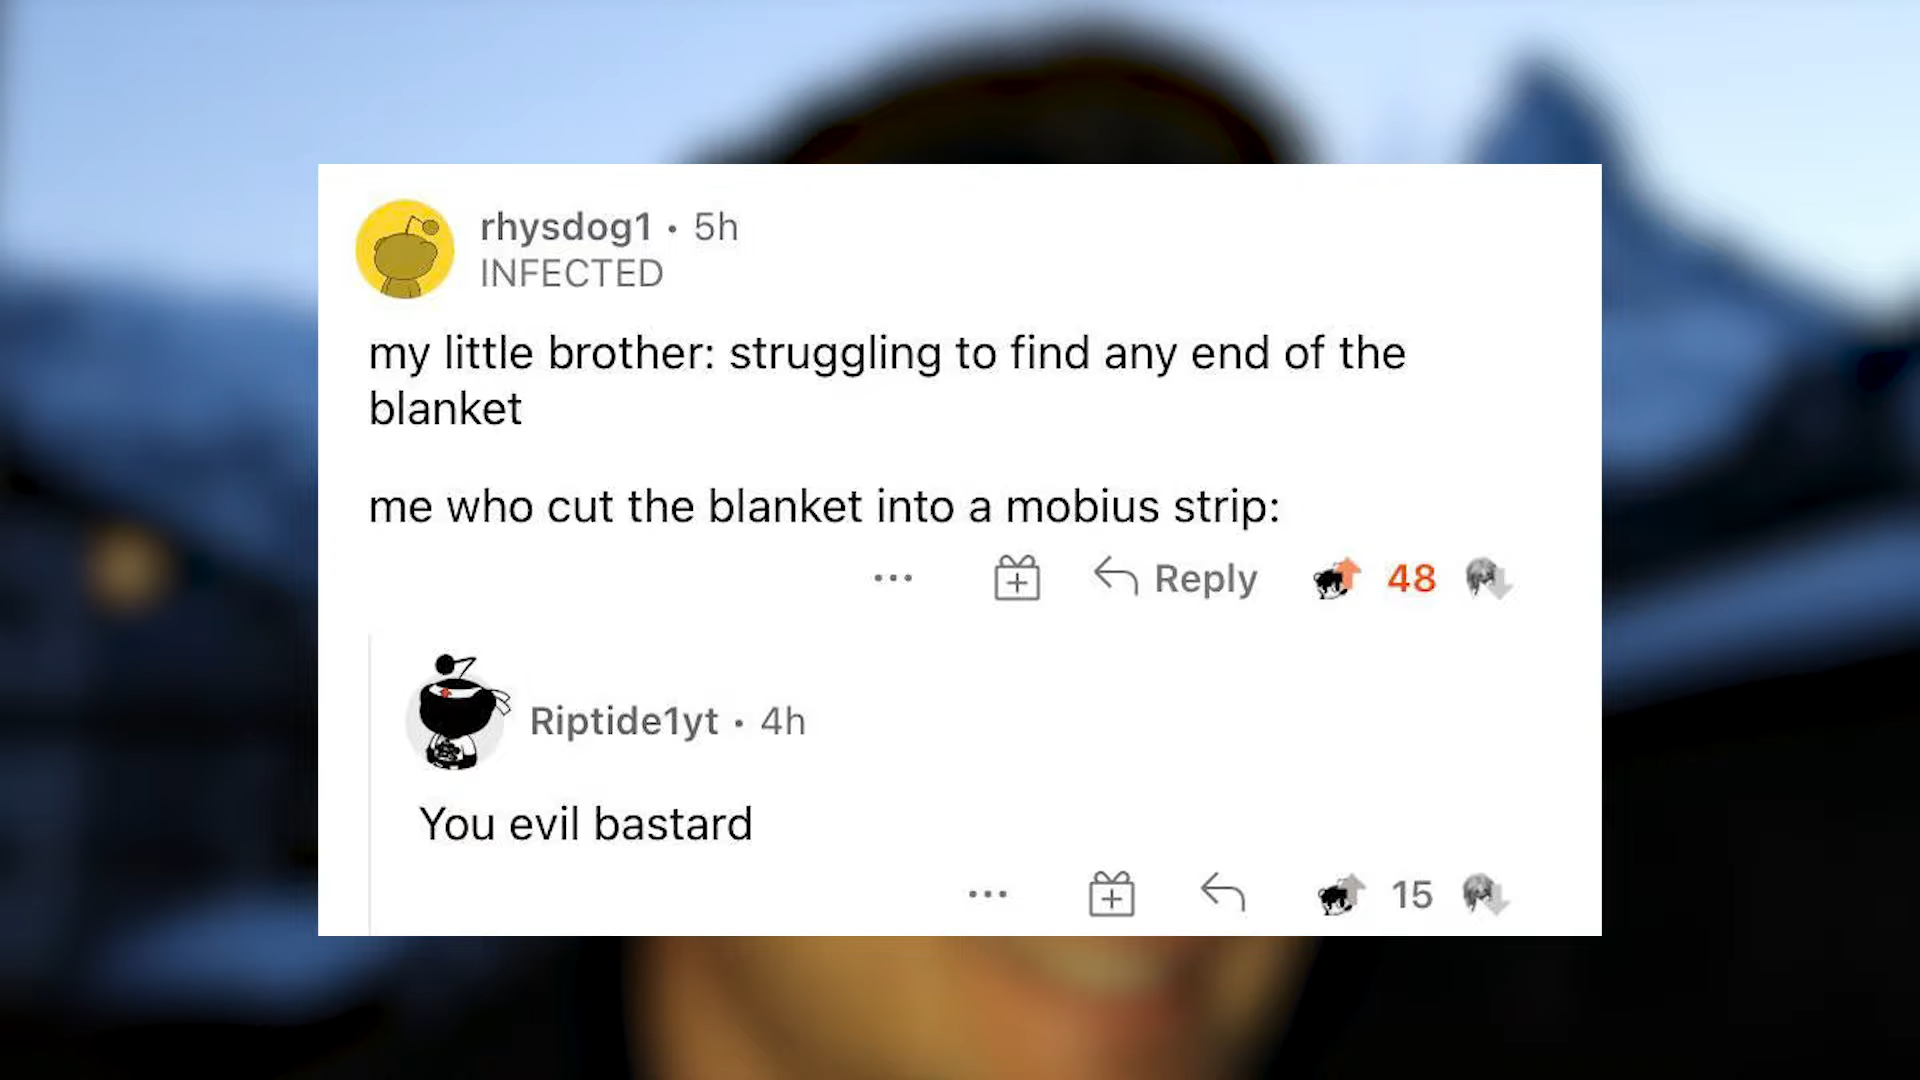 rhysdog1 • 5h
INFECTED
my little brother: struggling to find any end of the
blanket
me who cut the blanket into a mobius strip:
••• Reply 48
Riptide1yt • 4h
You evil bastard
••• 15